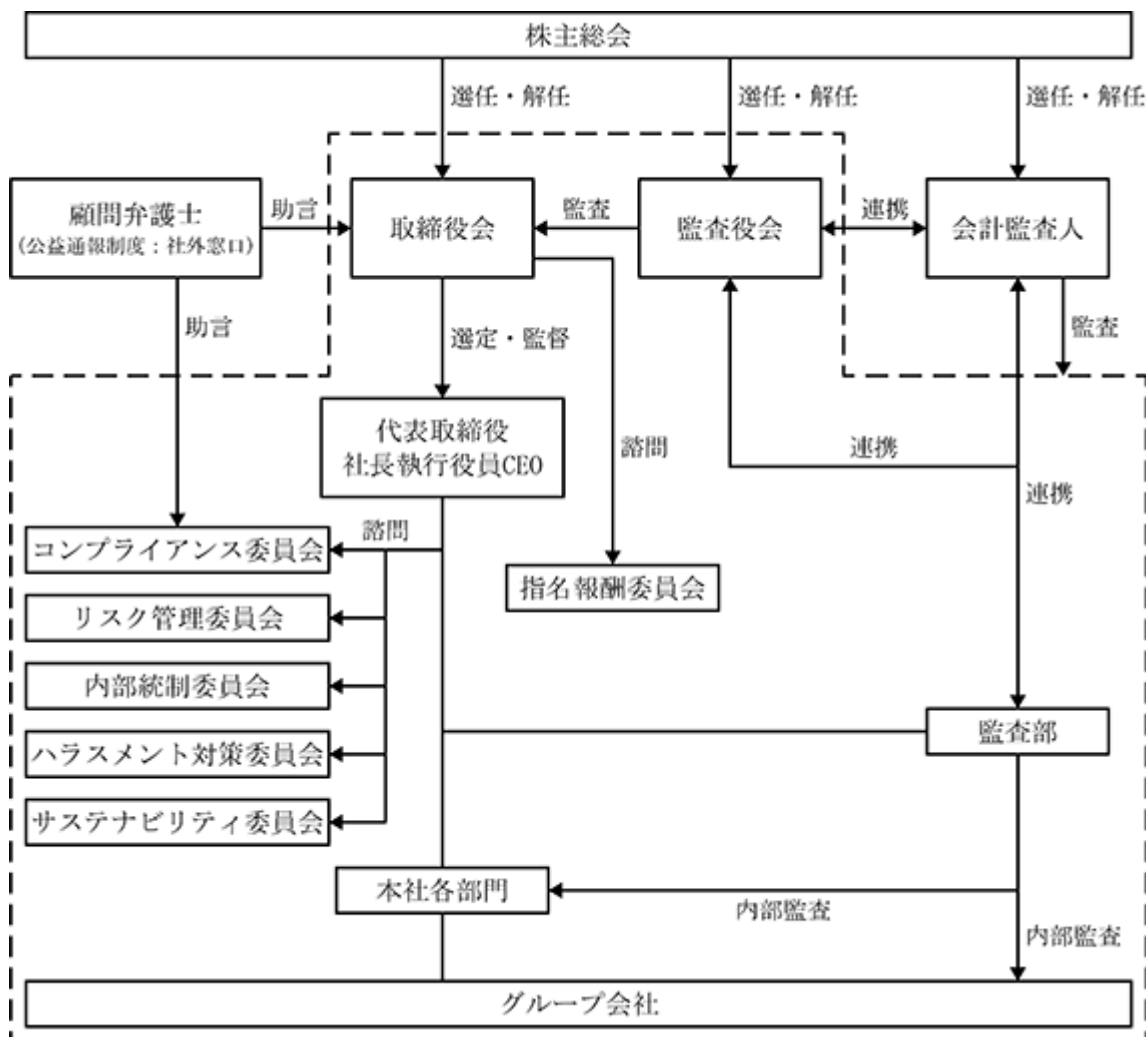 株主総会
選任・解任
選任・解任
選任・解任
顧問弁護士
(公益通報制度：社外窓口)
助言
取締役会
監査
監査役会
連携
会計監査人
助言
選定・監督
監査
代表取締役
社長執行役員CEO
諮問
連携
連携
諮問
コンプライアンス委員会
指名報酬委員会
リスク管理委員会
内部統制委員会
ハラスメント対策委員会
監査部
サステナビリティ委員会
本社各部門
内部監査
内部監査
グループ会社